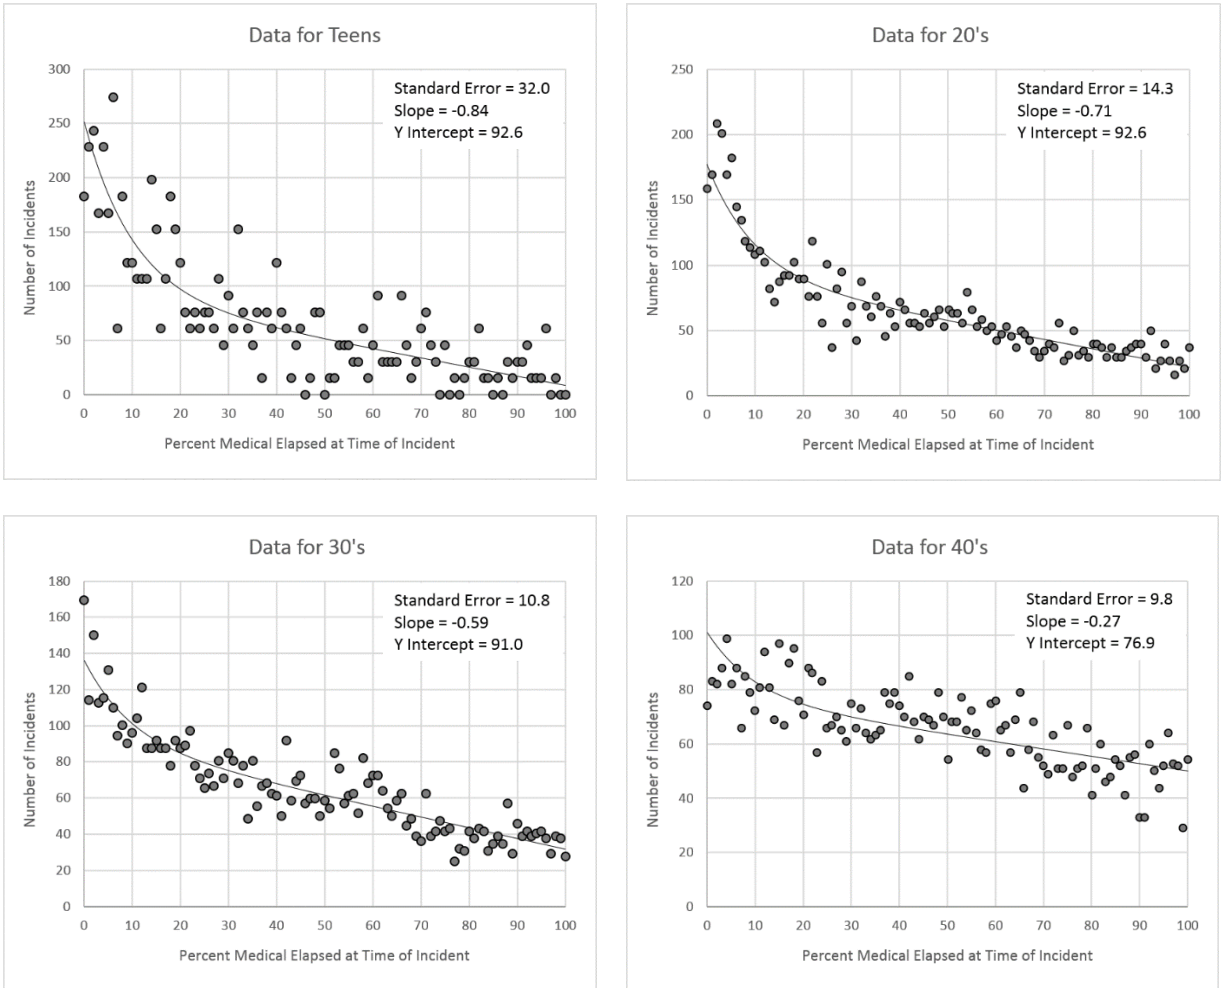 Data for Teens
300
250
200
150
100
50
0
Number of Incidents
Standard Error = 32.0
Slope = -0.84
Y Intercept = 92.6
0 10 20 30 40 50 60 70 80 90 100
Percent Medical Elapsed at Time of Incident
Data for 20's
250
200
150
100
50
0
Number of Incidents
Standard Error = 14.3
Slope = -0.71
Y Intercept = 92.6
0 10 20 30 40 50 60 70 80 90 100
Percent Medical Elapsed at Time of Incident
Data for 30's
180
160
140
120
100
80
60
40
20
0
Number of Incidents
Standard Error = 10.8
Slope = -0.59
Y Intercept = 91.0
0 10 20 30 40 50 60 70 80 90 100
Percent Medical Elapsed at Time of Incident
Data for 40's
120
100
80
60
40
20
0
Number of Incidents
Standard Error = 9.8
Slope = -0.27
Y Intercept = 76.9
0 10 20 30 40 50 60 70 80 90 100
Percent Medical Elapsed at Time of Incident